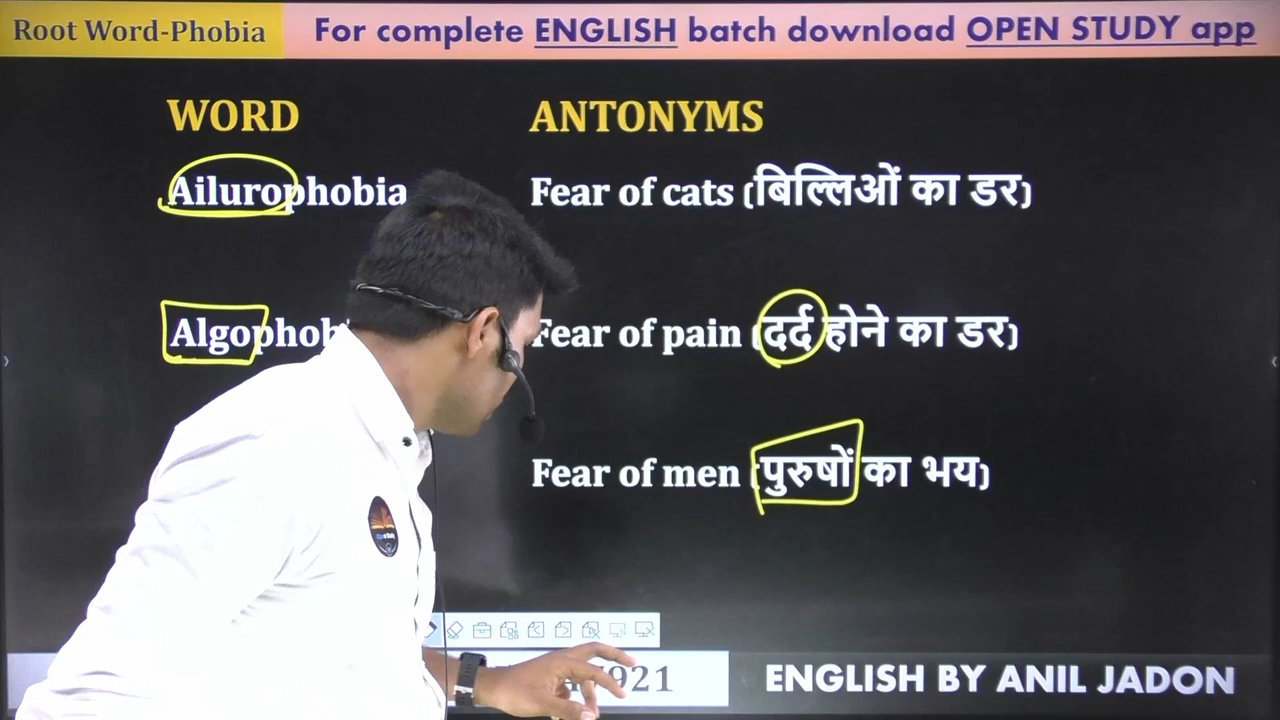 Root Word-Phobia
For complete ENGLISH batch download OPEN STUDY app
WORD ANTONYMS
Ailurophobia Fear of cats (बिल्लिओं का डर)
Fear of pain (दर्द होने का डर)
Fear of men (पुरुषों का भय)
ENGLISH BY ANIL JADON